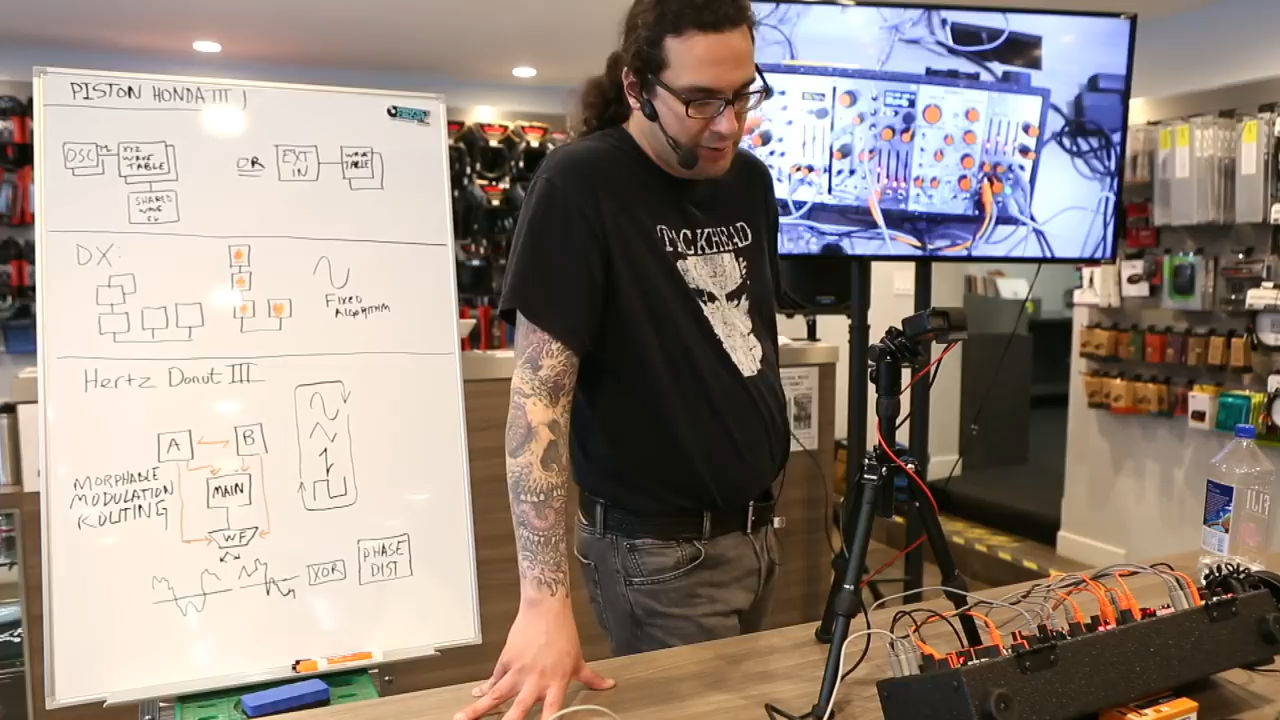 PISTON HONDA III
OSC
XYZ
WAVE
TABLE
SHARED
WAVE
OR
EXT
IN
WAVE
TABLE
DX:
FIXED
ALGORITHM
Hertz Donut III
A
B
MORPHABLE
MODULATION
ROUTING
MAIN
WF
XOR
PHASE
DIST
TACKHEAD
FIJI